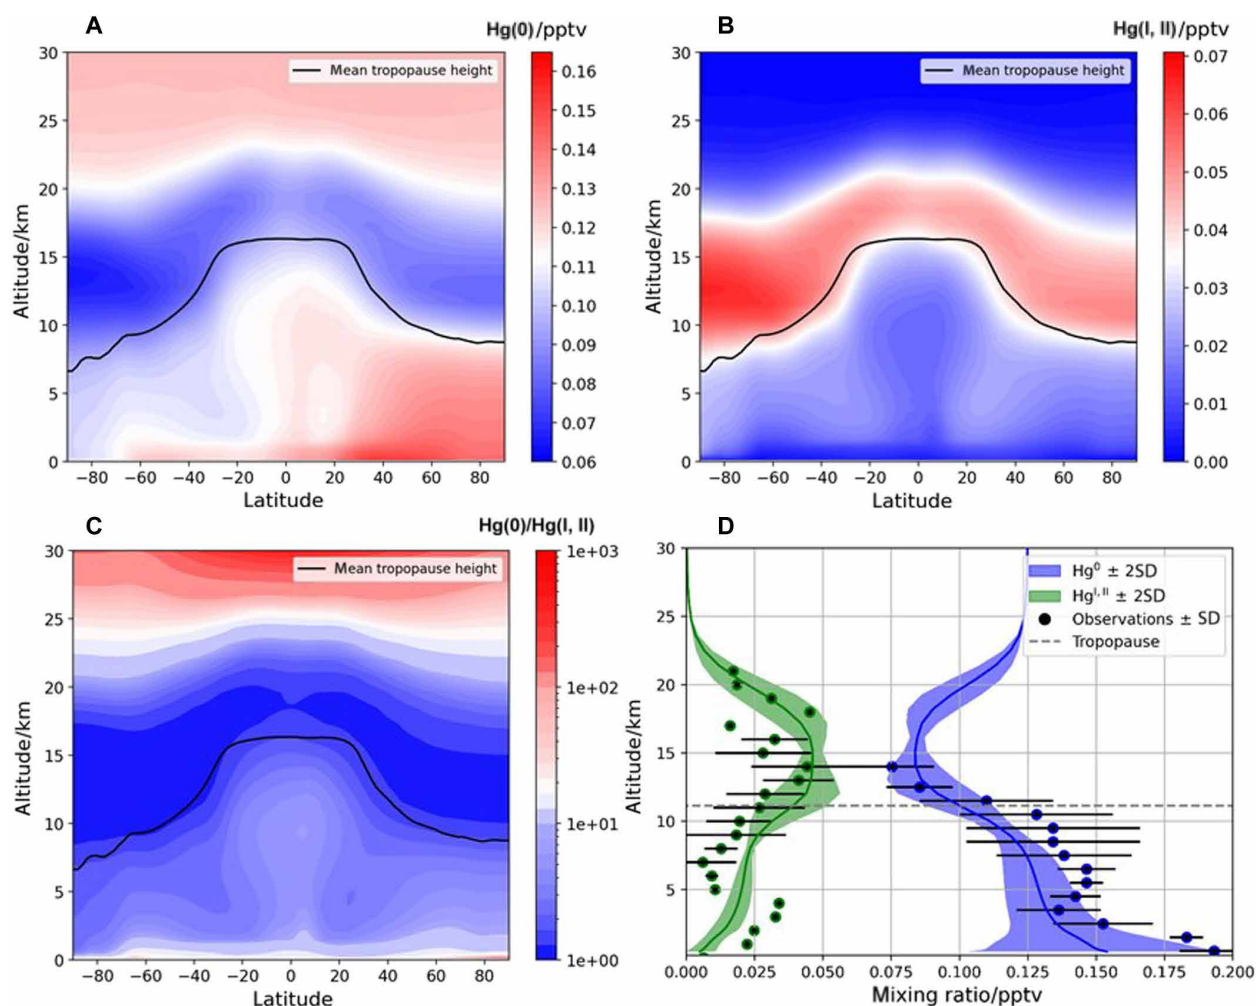 A
Hg(0)/pptv
Mean tropopause height
30
25
20
15
10
5
0
Altitude/km
−80 −60 −40 −20 0 20 40 60 80
Latitude
0.16
0.15
0.14
0.13
0.12
0.11
0.10
0.09
0.08
0.07
0.06
B
Hg(I, II)/pptv
Mean tropopause height
30
25
20
15
10
5
0
Altitude/km
−80 −60 −40 −20 0 20 40 60 80
Latitude
0.07
0.06
0.05
0.04
0.03
0.02
0.01
0.00
C
Hg(0)/Hg(I, II)
Mean tropopause height
30
25
20
15
10
5
0
Altitude/km
−80 −60 −40 −20 0 20 40 60 80
Latitude
1e+03
1e+02
1e+01
1e+00
D
Hg⁰ ± 2SD
Hgᴵ,ᴵᴵ ± 2SD
Observations ± SD
Tropopause
30
25
20
15
10
5
0
Altitude/km
0.000 0.025 0.050 0.075 0.100 0.125 0.150 0.175 0.200
Mixing ratio/pptv